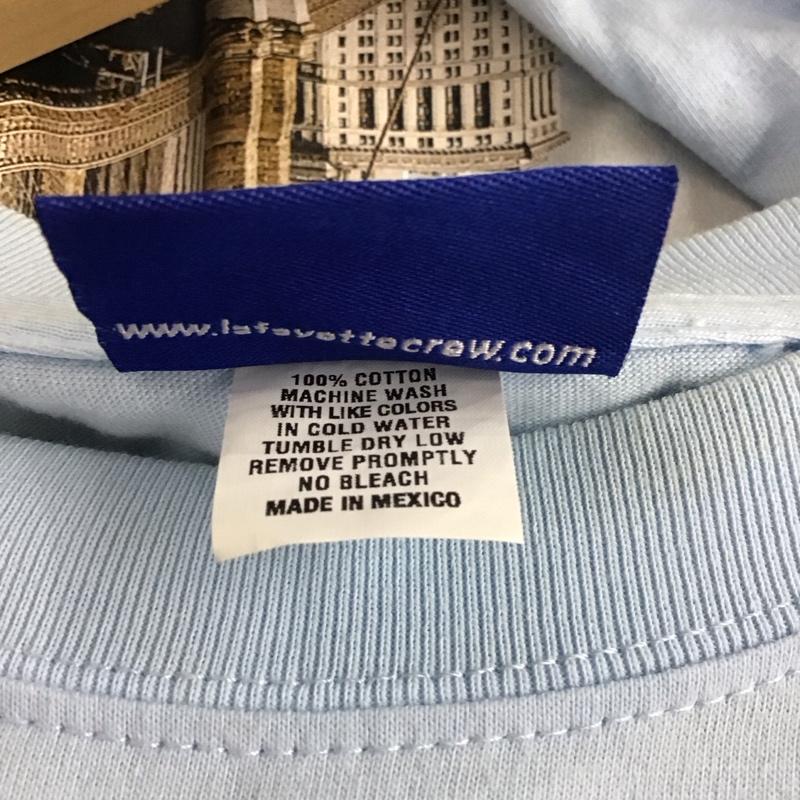 www.lafayettecrew.com
100% COTTON
MACHINE WASH
WITH LIKE COLORS
IN COLD WATER
TUMBLE DRY LOW
REMOVE PROMPTLY
NO BLEACH
MADE IN MEXICO